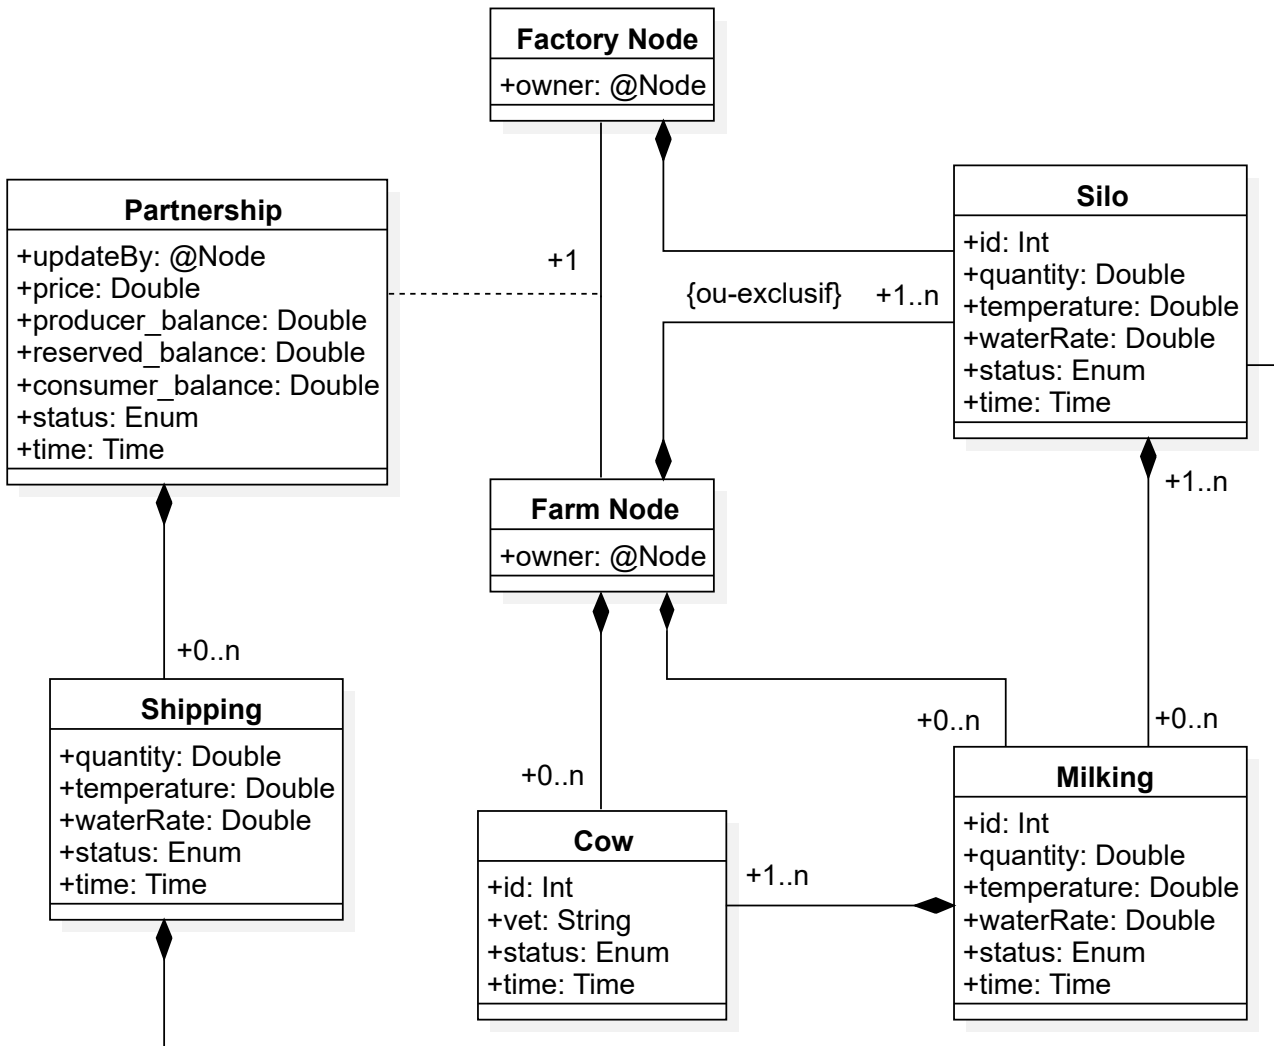 Factory Node
+owner: @Node
Partnership
+updateBy: @Node
+price: Double
+producer_balance: Double
+reserved_balance: Double
+consumer_balance: Double
+status: Enum
+time: Time
+1
{ou-exclusif}
+1..n
Silo
+id: Int
+quantity: Double
+temperature: Double
+waterRate: Double
+status: Enum
+time: Time
+1..n
Farm Node
+owner: @Node
+0..n
Shipping
+quantity: Double
+temperature: Double
+waterRate: Double
+status: Enum
+time: Time
+0..n
+0..n
+0..n
Cow
+id: Int
+vet: String
+status: Enum
+time: Time
+1..n
Milking
+id: Int
+quantity: Double
+temperature: Double
+waterRate: Double
+status: Enum
+time: Time